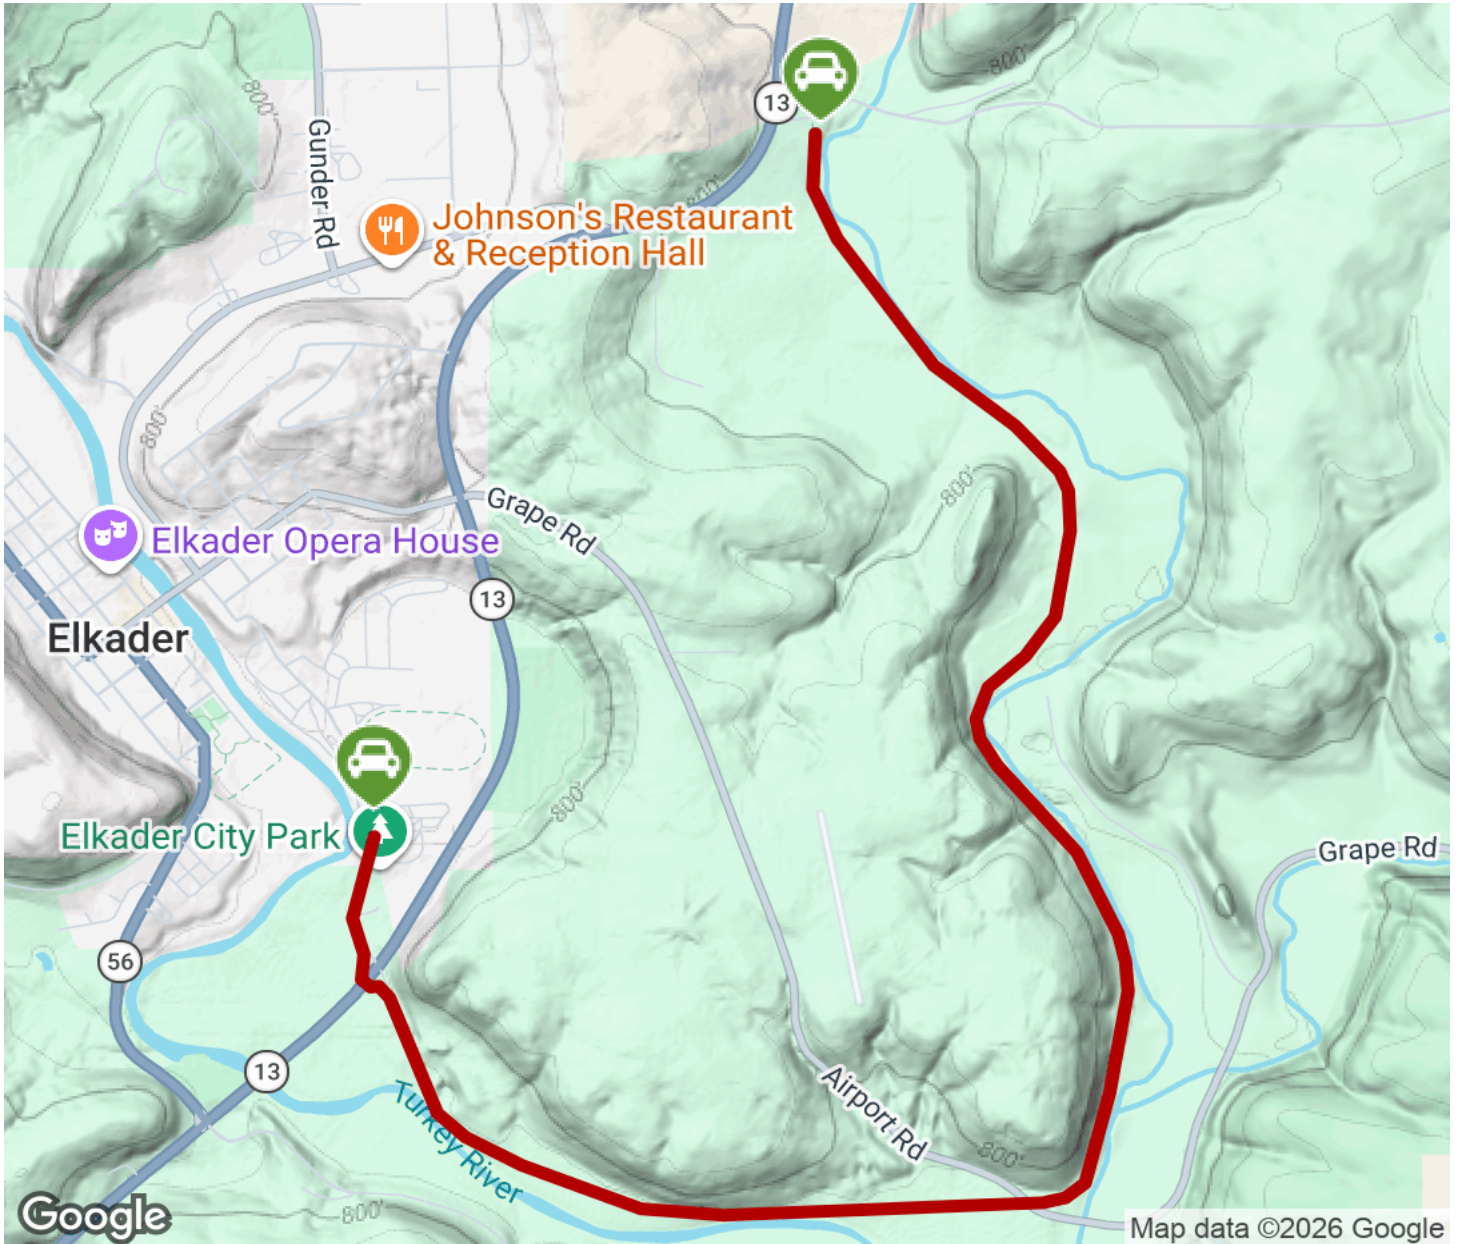 800'
800'
13
Gunder Rd
800'
Johnson's Restaurant
& Reception Hall
800'
800'
Grape Rd
Elkader Opera House
13
Elkader
800'
Elkader City Park
Grape Rd
56
13
Turkey River
Airport Rd
800'
800'
Google
Map data ©2026 Google